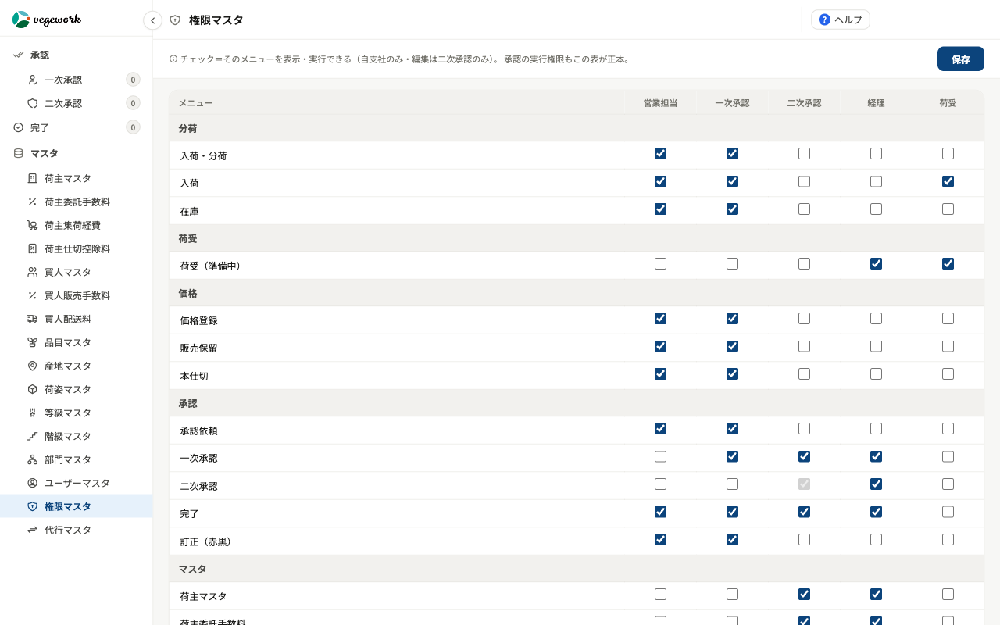 vegework
権限マスタ
ヘルプ
承認
一次承認 0
二次承認 0
完了 0
マスタ
荷主マスタ
荷主委託手数料
荷主集荷経費
荷主仕切控除料
買人マスタ
買人販売手数料
買人配送料
品目マスタ
産地マスタ
荷姿マスタ
等級マスタ
階級マスタ
部門マスタ
ユーザーマスタ
権限マスタ
代行マスタ
チェック＝そのメニューを表示・実行できる（自支社のみ・編集は二次承認のみ）。 承認の実行権限もこの表が正本。
保存
メニュー 営業担当 一次承認 二次承認 経理 荷受
分荷
入荷・分荷
入荷
在庫
荷受
荷受（準備中）
価格
価格登録
販売保留
本仕切
承認
承認依頼
一次承認
二次承認
完了
訂正（赤黒）
マスタ
荷主マスタ
荷主委託手数料